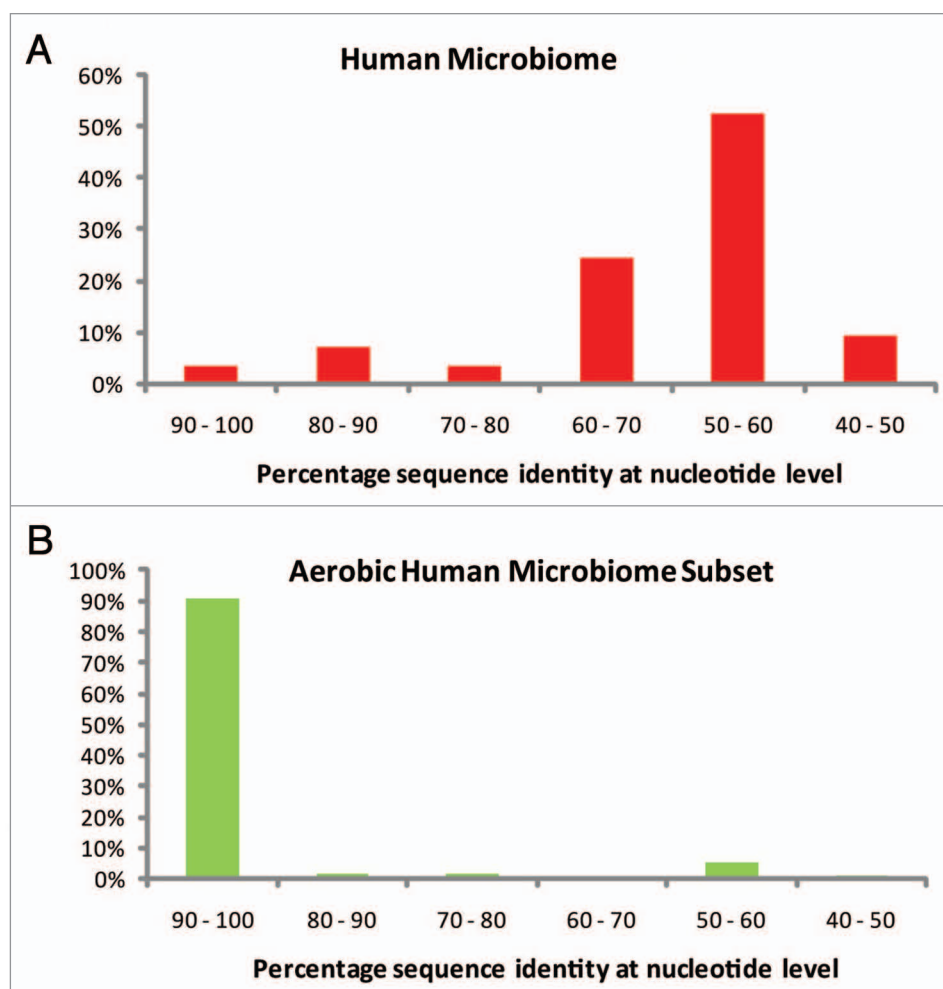 A
Human Microbiome
60%
50%
40%
30%
20%
10%
0%
90 - 100 80 - 90 70 - 80 60 - 70 50 - 60 40 - 50
Percentage sequence identity at nucleotide level
B
Aerobic Human Microbiome Subset
100%
90%
80%
70%
60%
50%
40%
30%
20%
10%
0%
90 - 100 80 - 90 70 - 80 60 - 70 50 - 60 40 - 50
Percentage sequence identity at nucleotide level